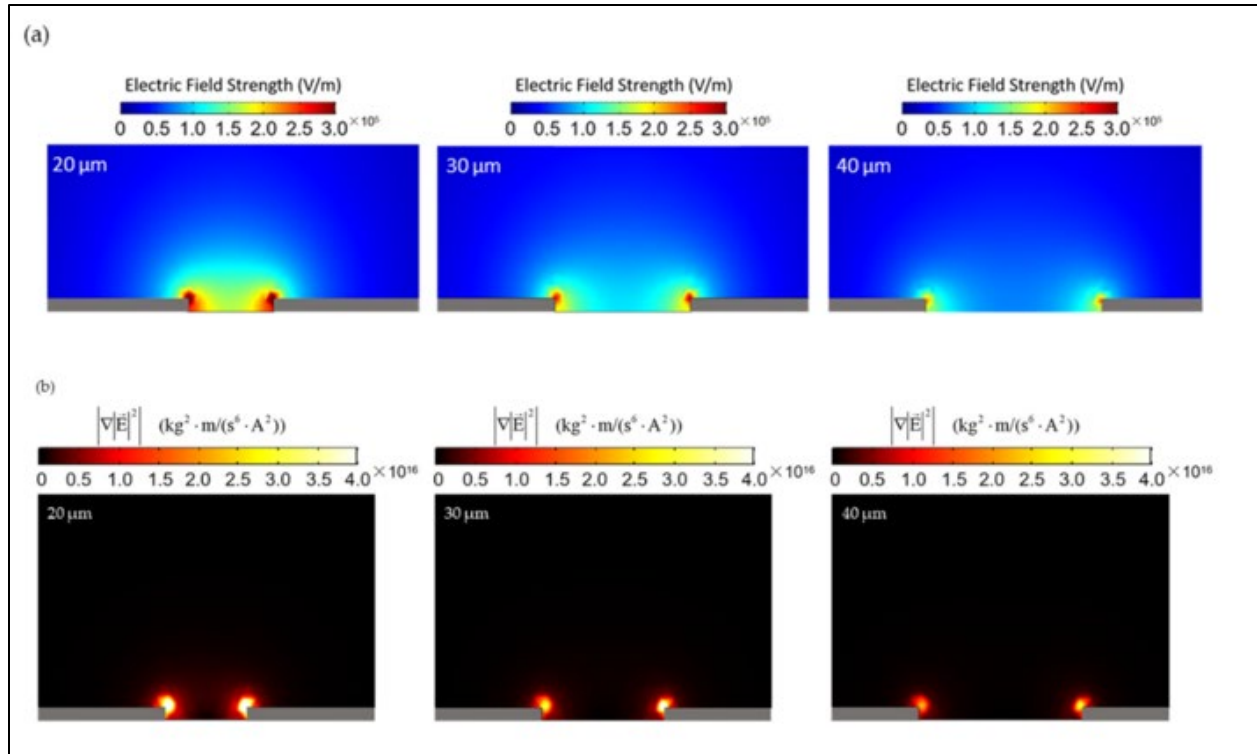 (a)
Electric Field Strength (V/m) Electric Field Strength (V/m) Electric Field Strength (V/m)
0 0.5 1.0 1.5 2.0 2.5 3.0 ×10⁵ 0 0.5 1.0 1.5 2.0 2.5 3.0 ×10⁵ 0 0.5 1.0 1.5 2.0 2.5 3.0 ×10⁵
20 μm 30 μm 40 μm
(b)
|∇|E⃗|²| (kg²·m/(s⁶·A²)) |∇|E⃗|²| (kg²·m/(s⁶·A²)) |∇|E⃗|²| (kg²·m/(s⁶·A²))
0 0.5 1.0 1.5 2.0 2.5 3.0 3.5 4.0 ×10¹⁶ 0 0.5 1.0 1.5 2.0 2.5 3.0 3.5 4.0 ×10¹⁶ 0 0.5 1.0 1.5 2.0 2.5 3.0 3.5 4.0 ×10¹⁶
20 μm 30 μm 40 μm